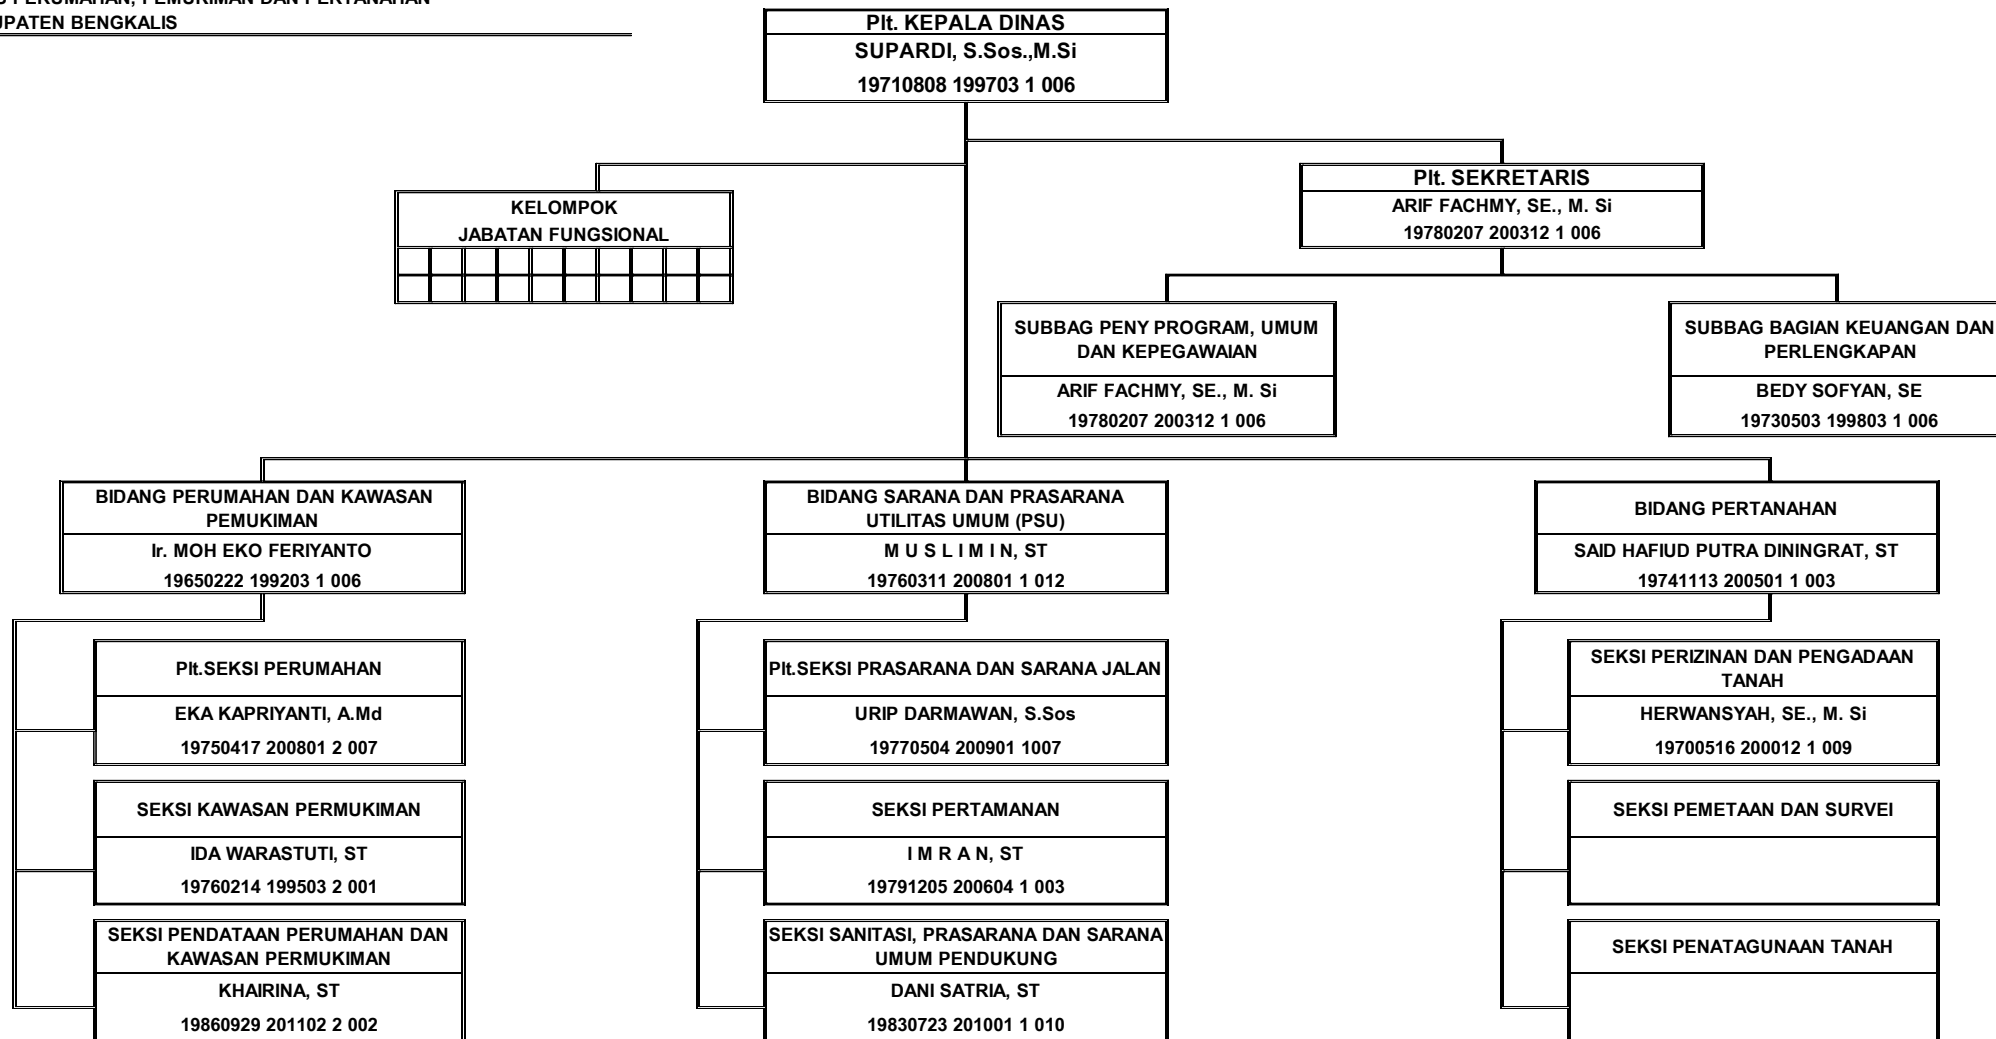 PERUMAHAN, PEMUKIMAN DAN PERTANAHAN
UPATEN BENGKALIS
Plt. KEPALA DINAS
SUPARDI, S.Sos.,M.Si
19710808 199703 1 006
KELOMPOK
JABATAN FUNGSIONAL
Plt. SEKRETARIS
ARIF FACHMY, SE., M. Si
19780207 200312 1 006
SUBBAG PENY PROGRAM, UMUM
DAN KEPEGAWAIAN
ARIF FACHMY, SE., M. Si
19780207 200312 1 006
SUBBAG BAGIAN KEUANGAN DAN
PERLENGKAPAN
BEDY SOFYAN, SE
19730503 199803 1 006
BIDANG PERUMAHAN DAN KAWASAN
PEMUKIMAN
Ir. MOH EKO FERIYANTO
19650222 199203 1 006
BIDANG SARANA DAN PRASARANA
UTILITAS UMUM (PSU)
M U S L I M I N, ST
19760311 200801 1 012
BIDANG PERTANAHAN
SAID HAFIUD PUTRA DININGRAT, ST
19741113 200501 1 003
Plt.SEKSI PERUMAHAN
EKA KAPRIYANTI, A.Md
19750417 200801 2 007
SEKSI KAWASAN PERMUKIMAN
IDA WARASTUTI, ST
19760214 199503 2 001
SEKSI PENDATAAN PERUMAHAN DAN
KAWASAN PERMUKIMAN
KHAIRINA, ST
19860929 201102 2 002
Plt.SEKSI PRASARANA DAN SARANA JALAN
URIP DARMAWAN, S.Sos
19770504 200901 1007
SEKSI PERTAMANAN
I M R A N, ST
19791205 200604 1 003
SEKSI SANITASI, PRASARANA DAN SARANA
UMUM PENDUKUNG
DANI SATRIA, ST
19830723 201001 1 010
SEKSI PERIZINAN DAN PENGADAAN
TANAH
HERWANSYAH, SE., M. Si
19700516 200012 1 009
SEKSI PEMETAAN DAN SURVEI
SEKSI PENATAGUNAAN TANAH